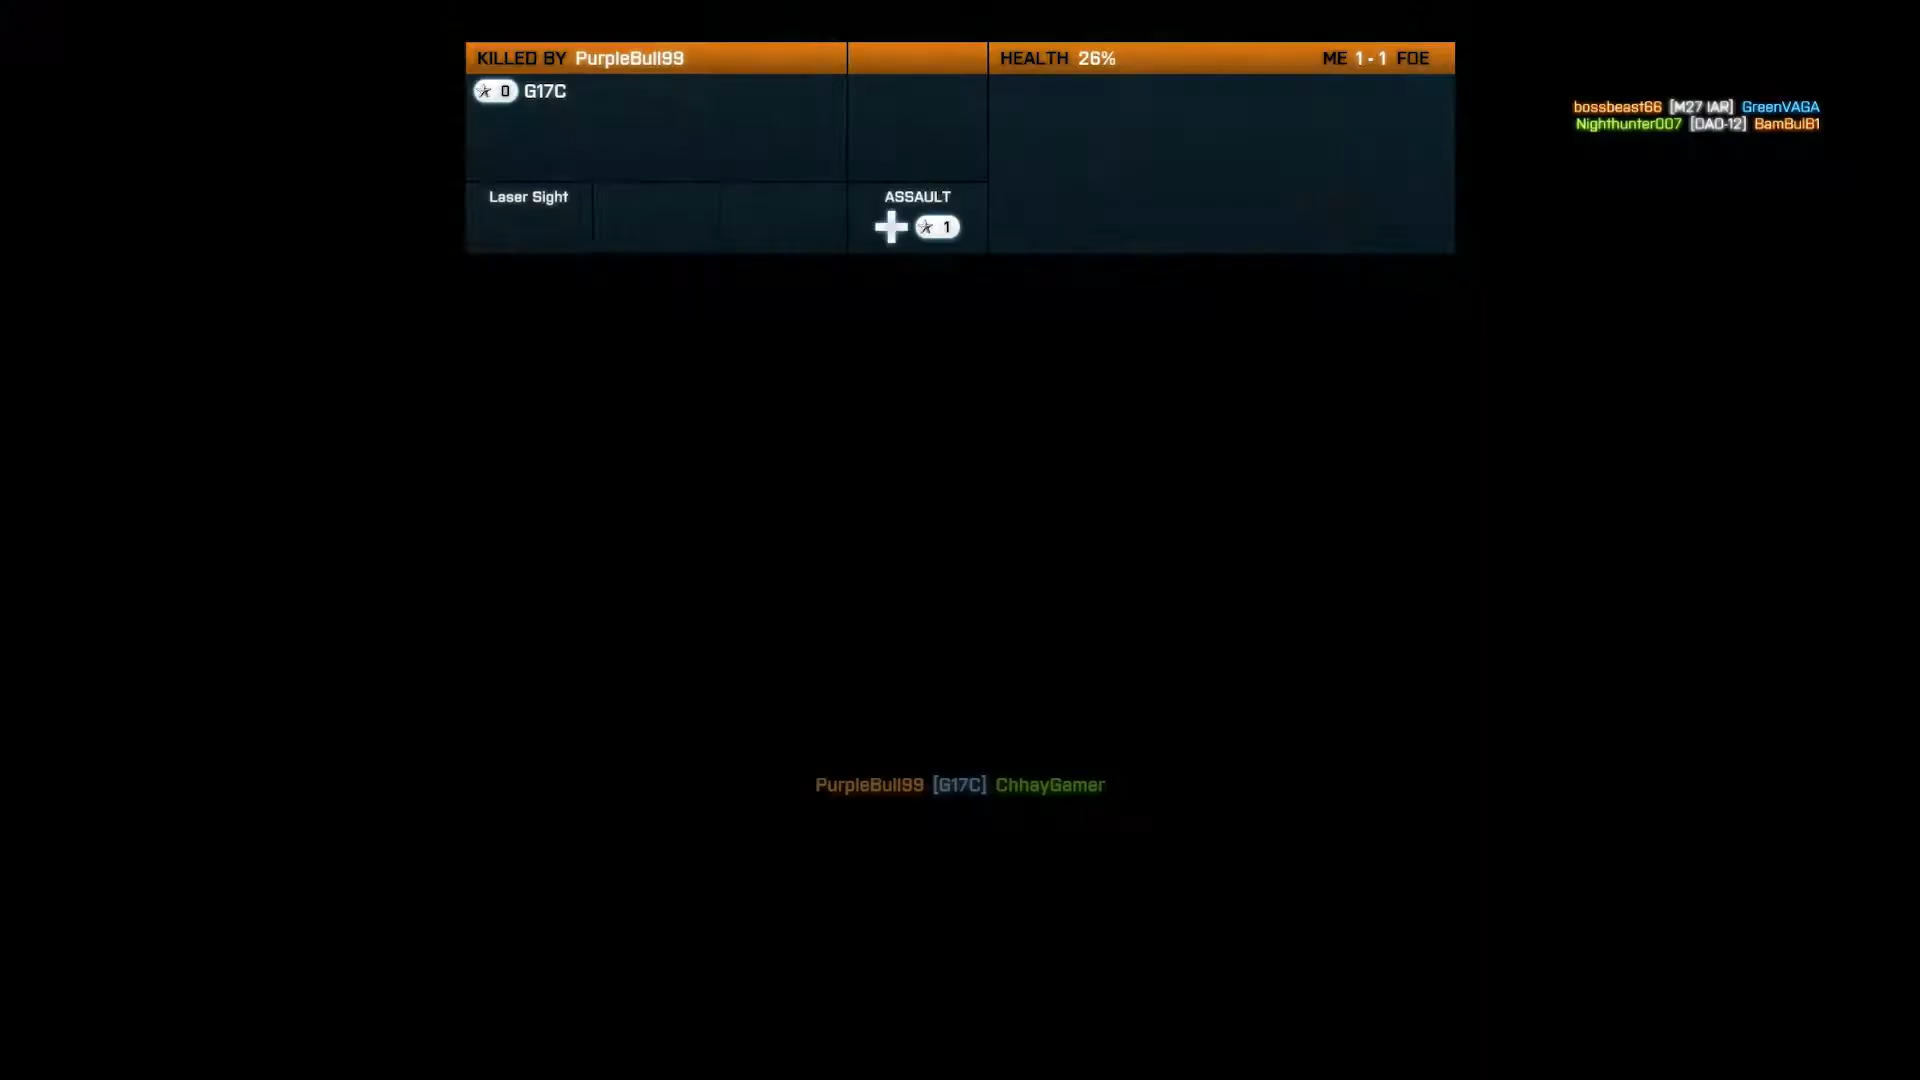 KILLED BY PurpleBull99
HEALTH 26%
ME 1 - 1 FOE
0 G17C
bossbeast66 [M27 IAR] GreenVAGA
Nighthunter007 [DAO-12] BamBulB1
Laser Sight
ASSAULT
1
PurpleBull99 [G17C] ChhayGamer